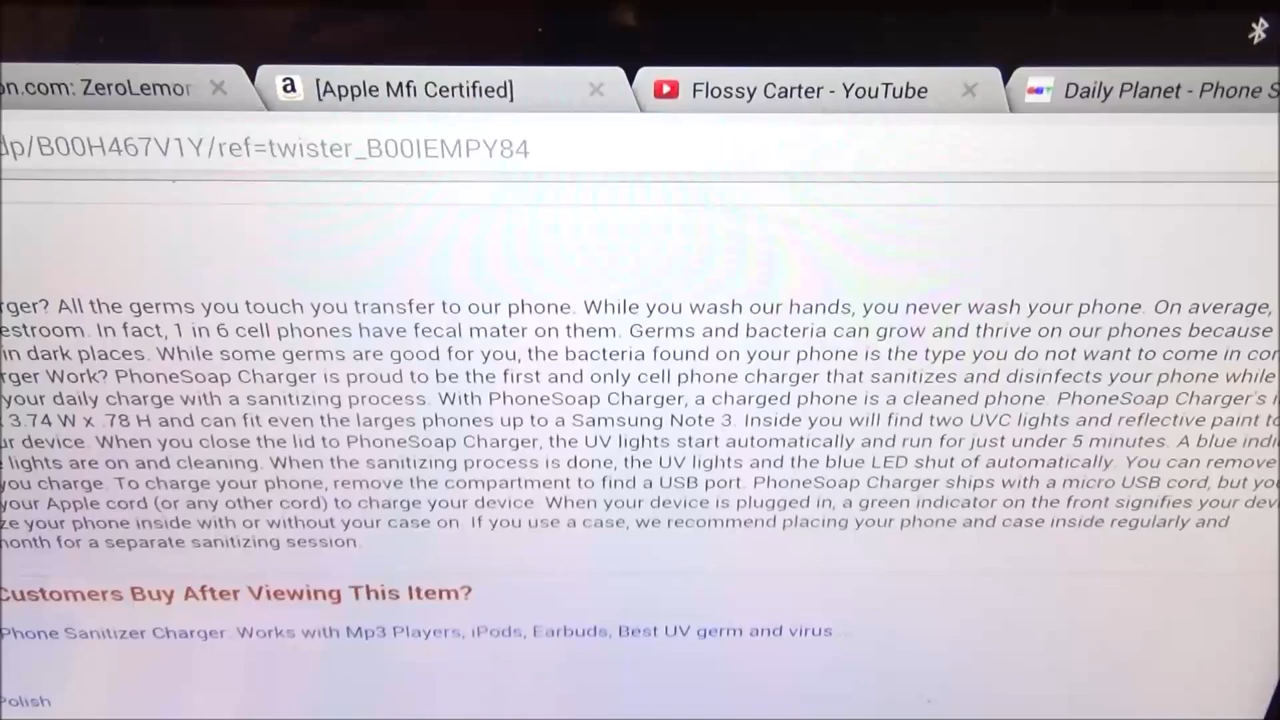 on.com: ZeroLemor
[Apple Mfi Certified]
Flossy Carter - YouTube
Daily Planet - Phone S
dp/B00H467V1Y/ref=twister_B00IEMPY84
rger? All the germs you touch you transfer to our phone. While you wash our hands, you never wash your phone. On average,
estroom. In fact, 1 in 6 cell phones have fecal mater on them. Germs and bacteria can grow and thrive on our phones because
in dark places. While some germs are good for you, the bacteria found on your phone is the type you do not want to come in con
rger Work? PhoneSoap Charger is proud to be the first and only cell phone charger that sanitizes and disinfects your phone while
your daily charge with a sanitizing process. With PhoneSoap Charger, a charged phone is a cleaned phone. PhoneSoap Charger's i
3.74 W x .78 H and can fit even the larges phones up to a Samsung Note 3. Inside you will find two UVC lights and reflective paint to
ur device. When you close the lid to PhoneSoap Charger, the UV lights start automatically and run for just under 5 minutes. A blue indi
lights are on and cleaning. When the sanitizing process is done, the UV lights and the blue LED shut of automatically. You can remove
you charge. To charge your phone, remove the compartment to find a USB port. PhoneSoap Charger ships with a micro USB cord, but you
your Apple cord (or any other cord) to charge your device. When your device is plugged in, a green indicator on the front signifies your devi
ze your phone inside with or without your case on. If you use a case, we recommend placing your phone and case inside regularly and
month for a separate sanitizing session.
Customers Buy After Viewing This Item?
Phone Sanitizer Charger. Works with Mp3 Players, iPods, Earbuds, Best UV germ and virus ...
Polish